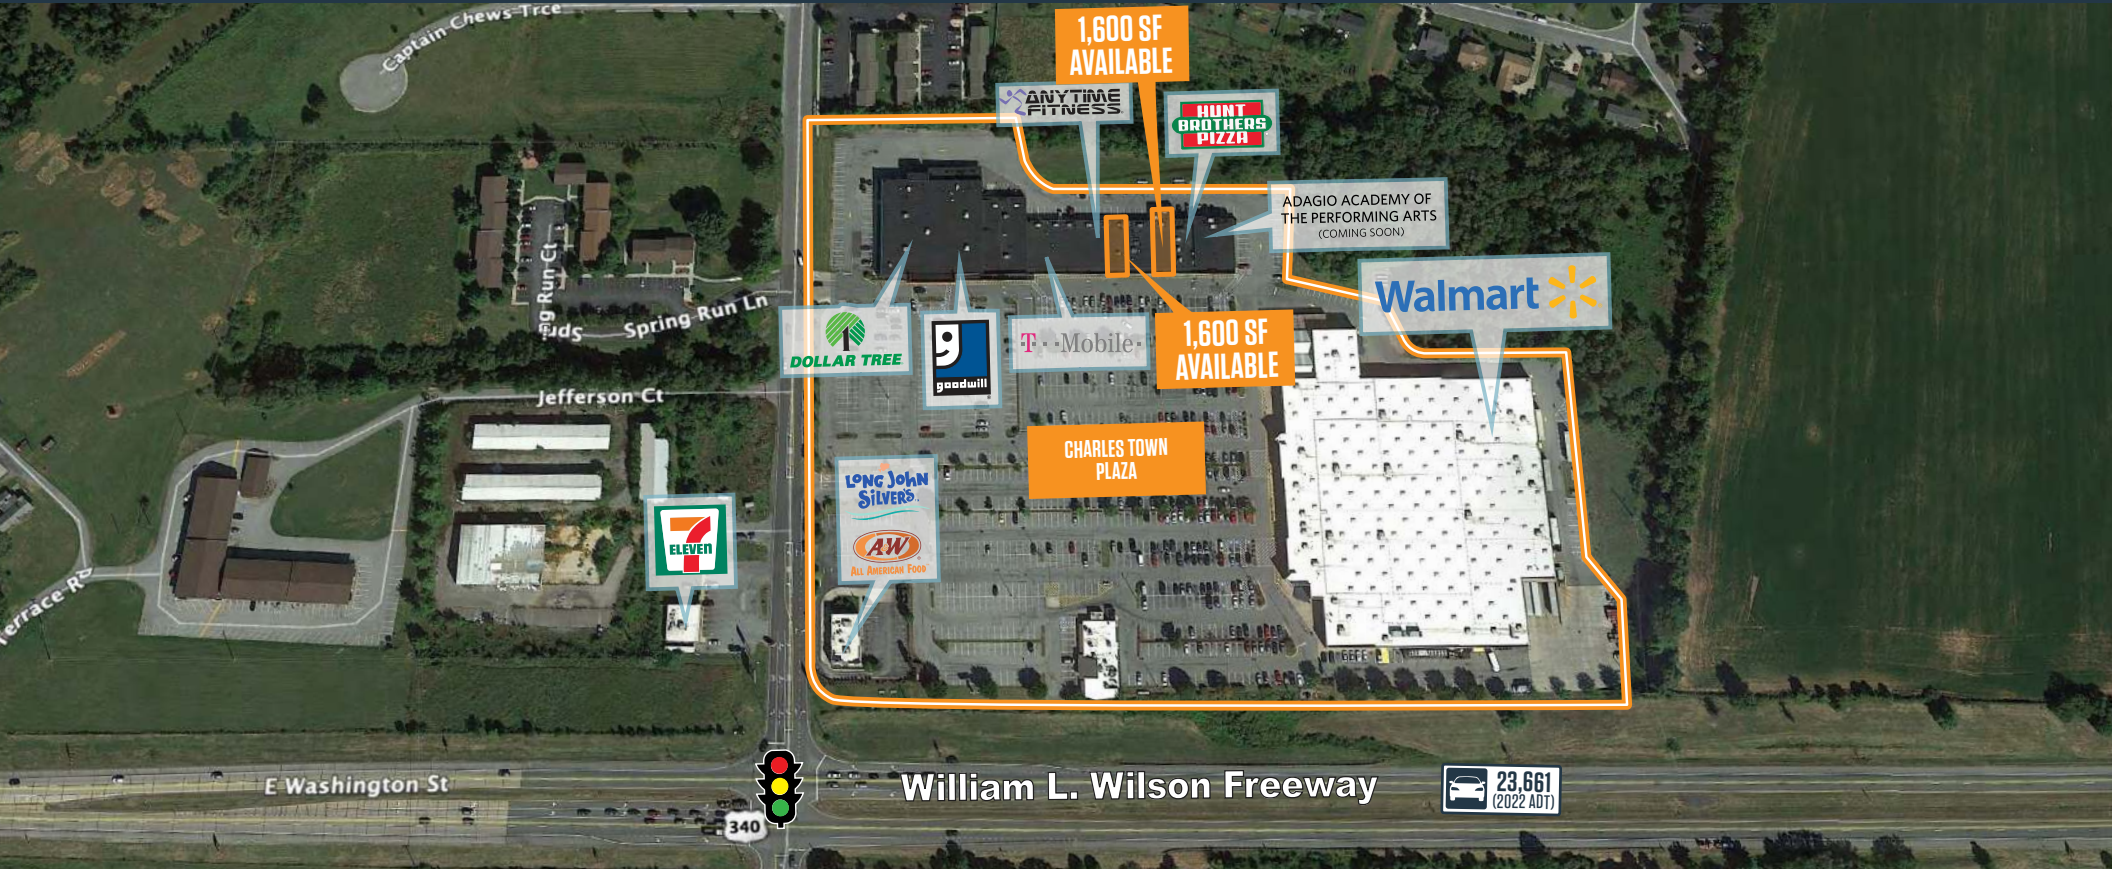 Captain Chews Trce
1,600 SF
AVAILABLE
ANYTIME
FITNESS
HUNT
BROTHERS
PIZZA
ADAGIO ACADEMY OF
THE PERFORMING ARTS
(COMING SOON)
Walmart
Spring Run Ln
DOLLAR TREE
goodwill
T··Mobile·
1,600 SF
AVAILABLE
Jefferson Ct
CHARLES TOWN
PLAZA
LONG JOHN
SILVER'S
A&W
ALL AMERICAN FOOD
7
ELEVEN
E Washington St
340
William L. Wilson Freeway
23,661
(2022 ADT)